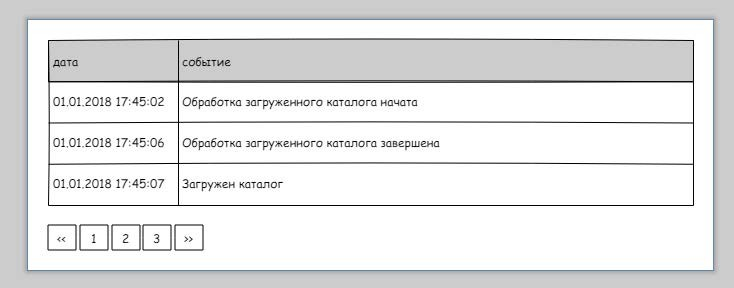 дата событие
01.01.2018 17:45:02 Обработка загруженного каталога начата
01.01.2018 17:45:06 Обработка загруженного каталога завершена
01.01.2018 17:45:07 Загружен каталог
<< 1 2 3 >>